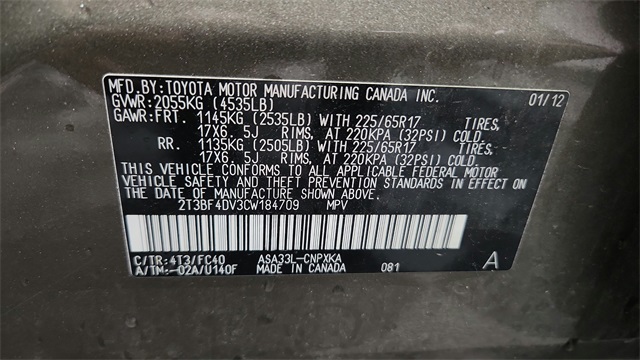 MFD.BY:TOYOTA MOTOR MANUFACTURING CANADA INC. 01/12
GVWR:2055KG (4535LB)
GAWR:FRT. 1145KG (2535LB) WITH 225/65R17 TIRES,
17X6. 5J RIMS, AT 220KPA (32PSI) COLD,
RR. 1135KG (2505LB) WITH 225/65R17 TIRES,
17X6. 5J RIMS, AT 220KPA (32PSI) COLD.
THIS VEHICLE CONFORMS TO ALL APPLICABLE FEDERAL MOTOR
VEHICLE SAFETY AND THEFT PREVENTION STANDARDS IN EFFECT ON
THE DATE OF MANUFACTURE SHOWN ABOVE.
2T3BF4DV3CW184709 MPV
C/TR:4T3/FC40 ASA33L-CNPXKA
A/TM:-02A/U140F MADE IN CANADA 081 A